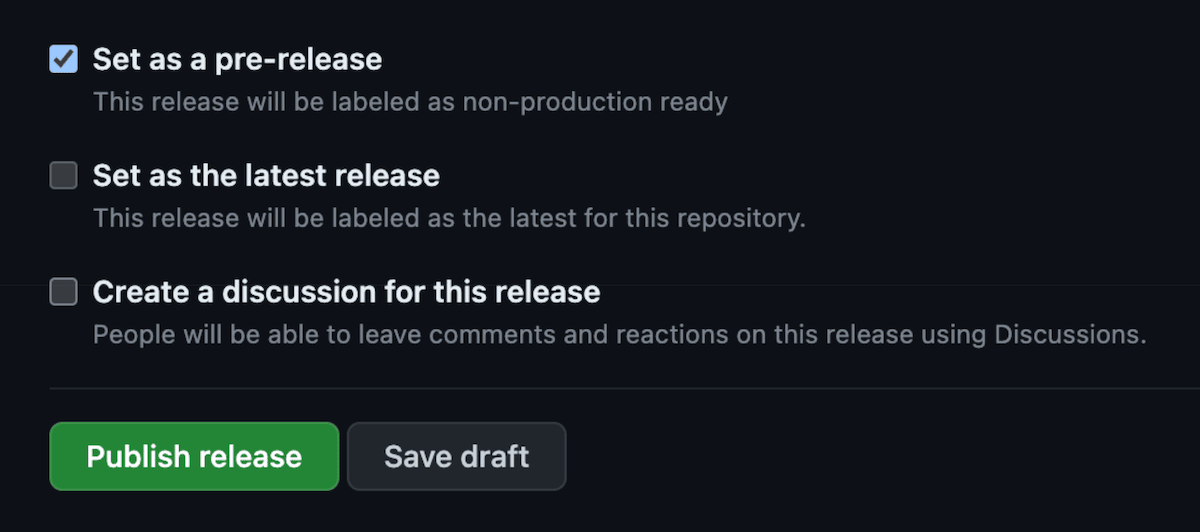 Set as a pre-release
This release will be labeled as non-production ready
Set as the latest release
This release will be labeled as the latest for this repository.
Create a discussion for this release
People will be able to leave comments and reactions on this release using Discussions.
Publish release
Save draft